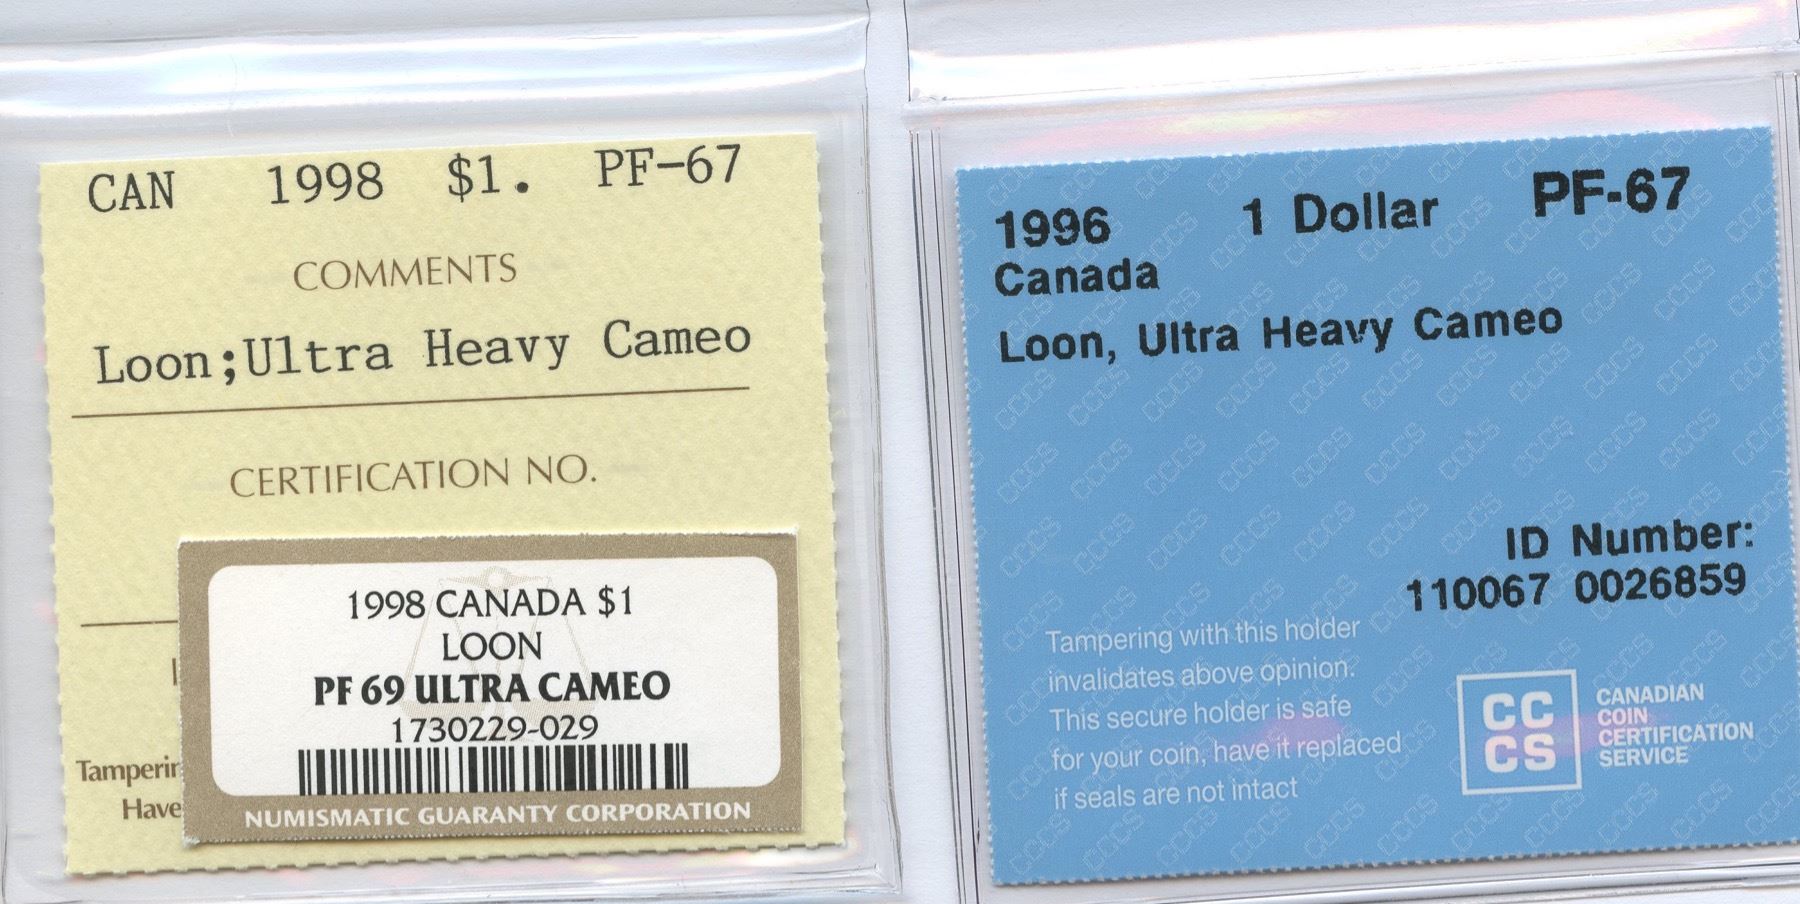 CAN 1998 $1. PF-67
COMMENTS
Loon;Ultra Heavy Cameo
CERTIFICATION NO.
1998 CANADA $1
LOON
PF 69 ULTRA CAMEO
1730229-029
NUMISMATIC GUARANTY CORPORATION
Tamperin
Have
1996 1 Dollar PF-67
Canada
Loon, Ultra Heavy Cameo
ID Number:
110067 0026859
Tampering with this holder
invalidates above opinion.
This secure holder is safe
for your coin, have it replaced
if seals are not intact
CC
CS
CANADIAN
COIN
CERTIFICATION
SERVICE